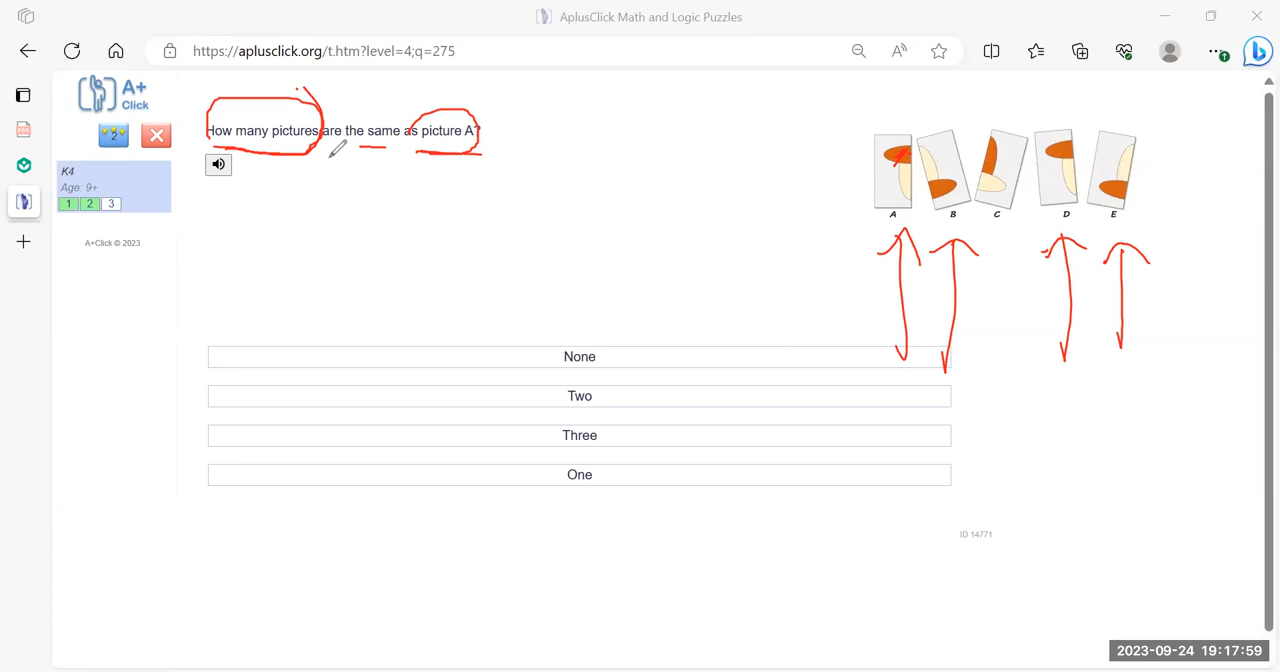 AplusClick Math and Logic Puzzles
https://aplusclick.org/t.htm?level=4;q=275
A+
Click
How many pictures are the same as picture A?
2
K4
Age: 9+
1 2 3
A+Click © 2023
A B C D E
None
Two
Three
One
ID 14771
2023-09-24 19:17:59